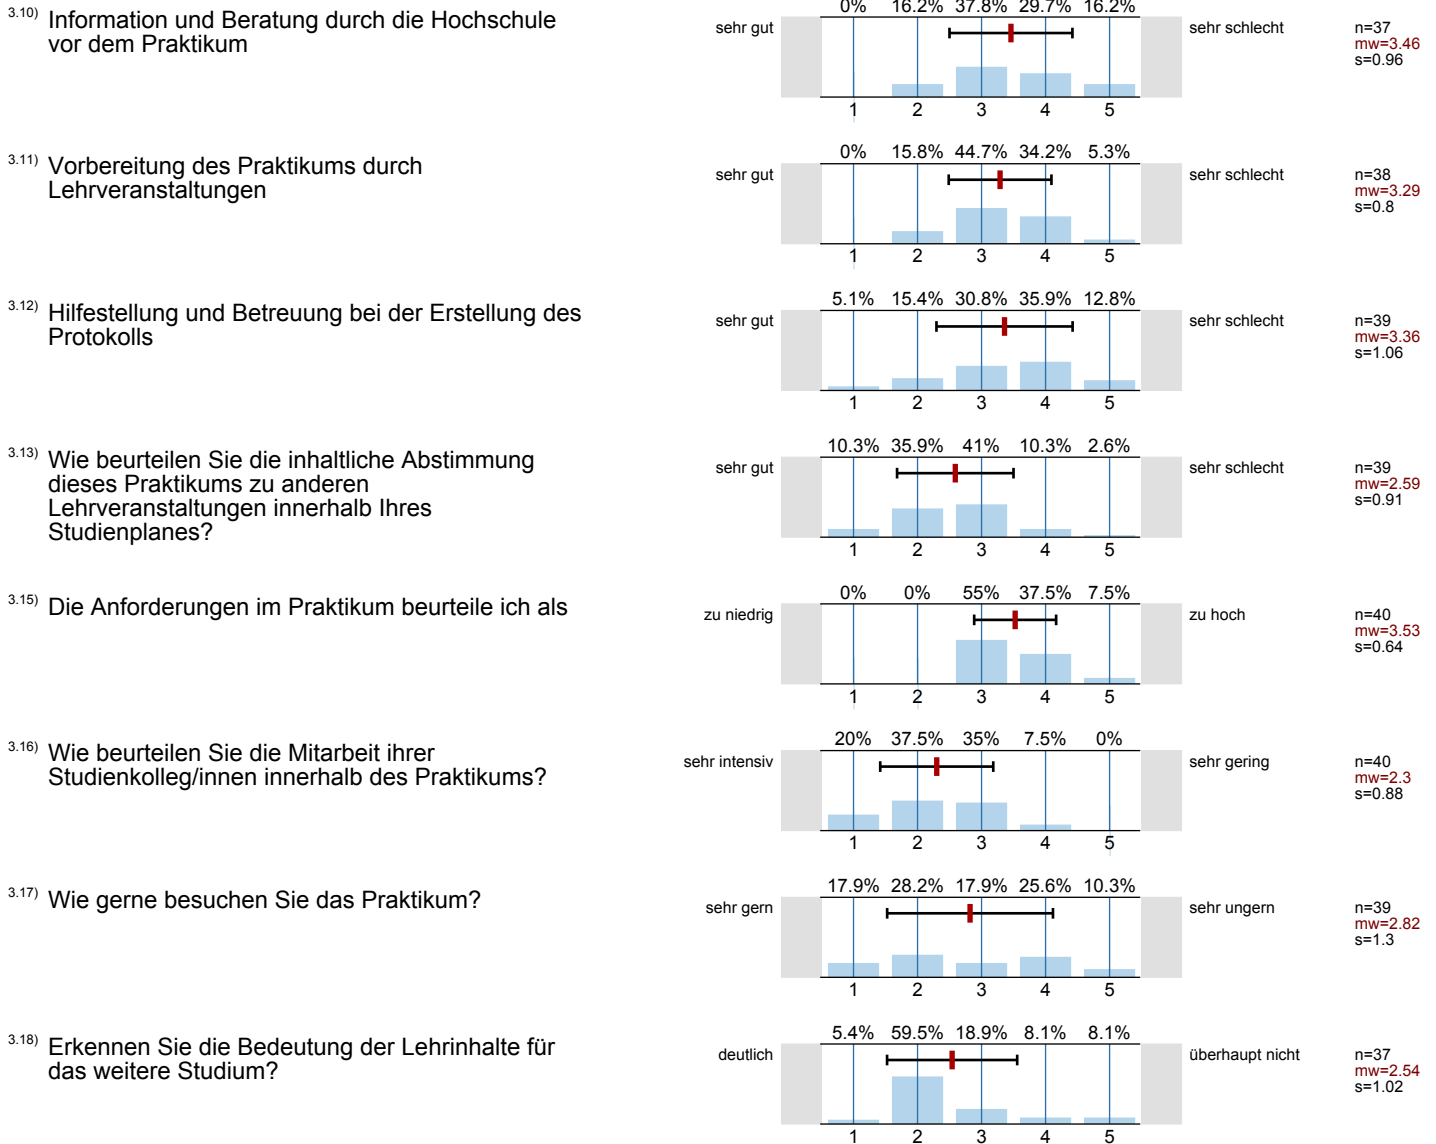 3.10) Information und Beratung durch die Hochschule
vor dem Praktikum
0% 16.2% 37.8% 29.7% 16.2%
sehr gut
sehr schlecht
n=37
mw=3.46
s=0.96
1 2 3 4 5
3.11) Vorbereitung des Praktikums durch
Lehrveranstaltungen
0% 15.8% 44.7% 34.2% 5.3%
sehr gut
sehr schlecht
n=38
mw=3.29
s=0.8
1 2 3 4 5
3.12) Hilfestellung und Betreuung bei der Erstellung des
Protokolls
5.1% 15.4% 30.8% 35.9% 12.8%
sehr gut
sehr schlecht
n=39
mw=3.36
s=1.06
1 2 3 4 5
3.13) Wie beurteilen Sie die inhaltliche Abstimmung
dieses Praktikums zu anderen
Lehrveranstaltungen innerhalb Ihres
Studienplanes?
10.3% 35.9% 41% 10.3% 2.6%
sehr gut
sehr schlecht
n=39
mw=2.59
s=0.91
1 2 3 4 5
3.15) Die Anforderungen im Praktikum beurteile ich als
0% 0% 55% 37.5% 7.5%
zu niedrig
zu hoch
n=40
mw=3.53
s=0.64
1 2 3 4 5
3.16) Wie beurteilen Sie die Mitarbeit ihrer
Studienkolleg/innen innerhalb des Praktikums?
20% 37.5% 35% 7.5% 0%
sehr intensiv
sehr gering
n=40
mw=2.3
s=0.88
1 2 3 4 5
3.17) Wie gerne besuchen Sie das Praktikum?
17.9% 28.2% 17.9% 25.6% 10.3%
sehr gern
sehr ungern
n=39
mw=2.82
s=1.3
1 2 3 4 5
3.18) Erkennen Sie die Bedeutung der Lehrinhalte für
das weitere Studium?
5.4% 59.5% 18.9% 8.1% 8.1%
deutlich
überhaupt nicht
n=37
mw=2.54
s=1.02
1 2 3 4 5